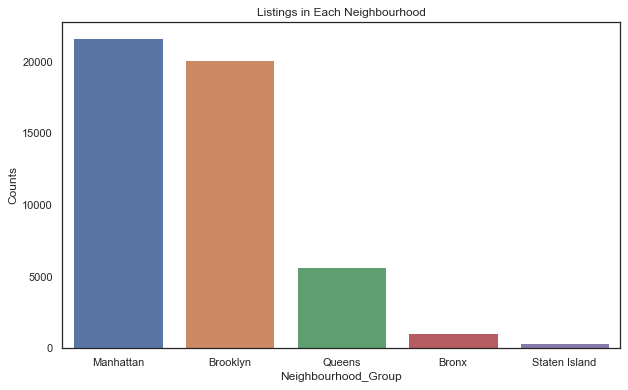 Listings in Each Neighbourhood
Counts
20000
15000
10000
5000
0
Manhattan Brooklyn Queens Bronx Staten Island
Neighbourhood_Group